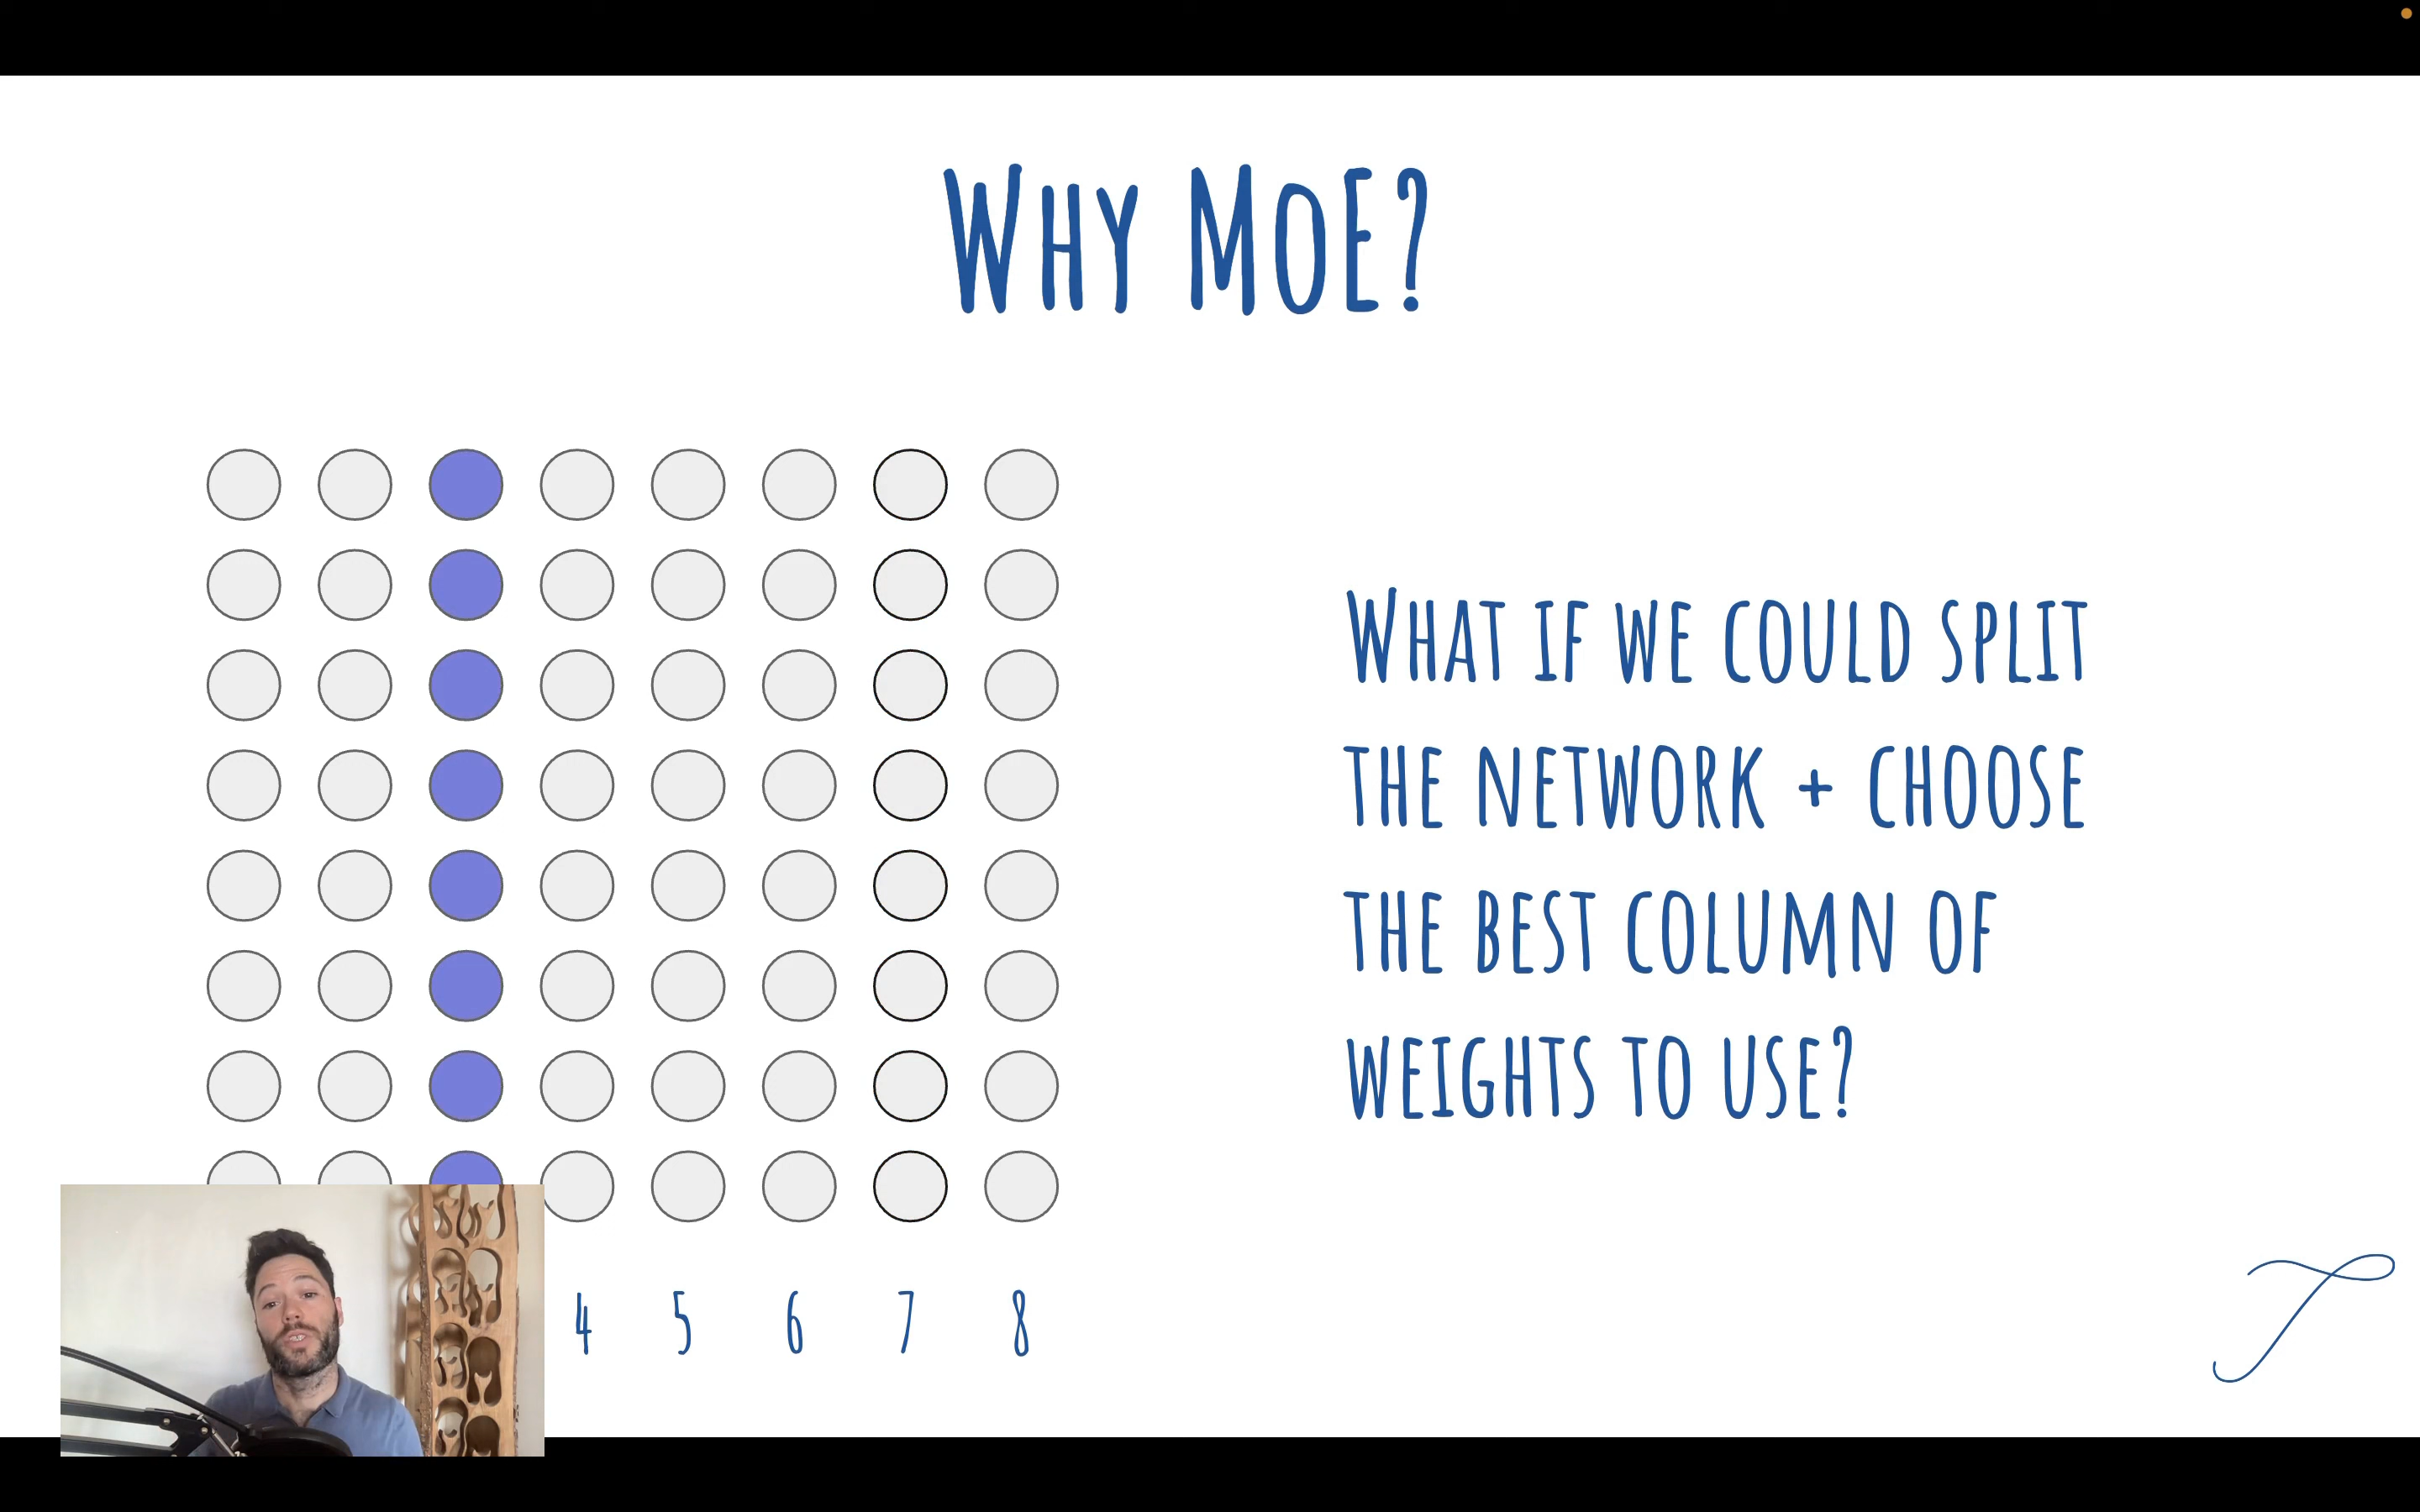 Why MoE?
What if we could split
the network + choose
the best column of
weights to use?
4 5 6 7 8